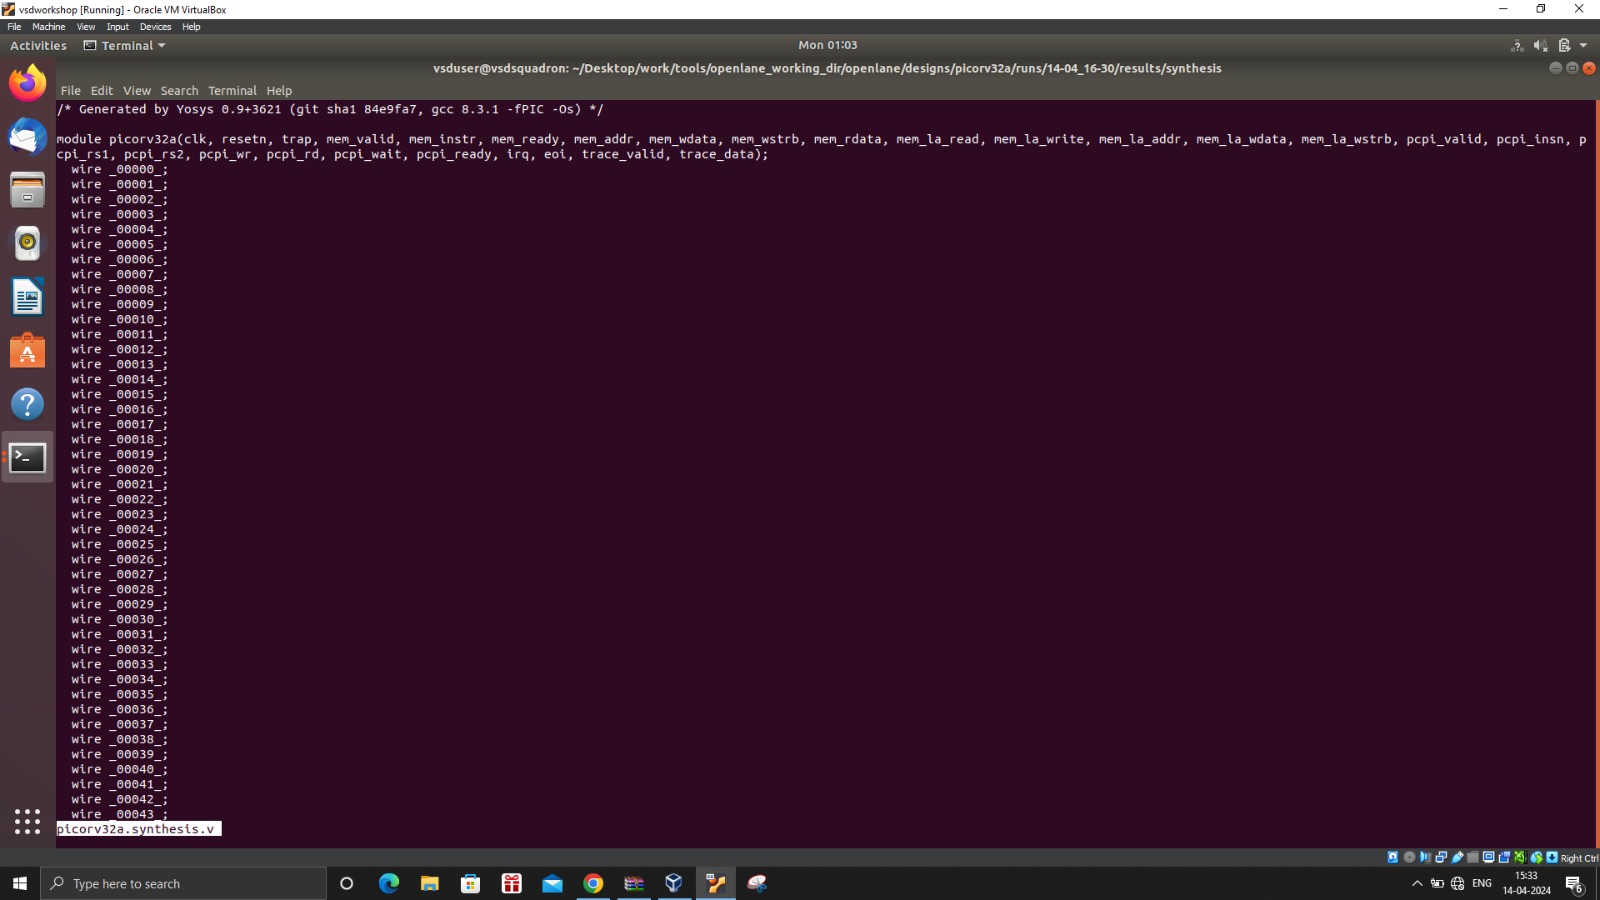 vsdworkshop [Running] - Oracle VM VirtualBox
File Machine View Input Devices Help
Activities Terminal Mon 01:03
vsduser@vsdsquadron: ~/Desktop/work/tools/openlane_working_dir/openlane/designs/picorv32a/runs/14-04_16-30/results/synthesis
File Edit View Search Terminal Help
/* Generated by Yosys 0.9+3621 (git sha1 84e9fa7, gcc 8.3.1 -fPIC -Os) */
module picorv32a(clk, resetn, trap, mem_valid, mem_instr, mem_ready, mem_addr, mem_wdata, mem_wstrb, mem_rdata, mem_la_read, mem_la_write, mem_la_addr, mem_la_wdata, mem_la_wstrb, pcpi_valid, pcpi_insn, p
cpi_rs1, pcpi_rs2, pcpi_wr, pcpi_rd, pcpi_wait, pcpi_ready, irq, eoi, trace_valid, trace_data);
wire _00000_;
wire _00001_;
wire _00002_;
wire _00003_;
wire _00004_;
wire _00005_;
wire _00006_;
wire _00007_;
wire _00008_;
wire _00009_;
wire _00010_;
wire _00011_;
wire _00012_;
wire _00013_;
wire _00014_;
wire _00015_;
wire _00016_;
wire _00017_;
wire _00018_;
wire _00019_;
wire _00020_;
wire _00021_;
wire _00022_;
wire _00023_;
wire _00024_;
wire _00025_;
wire _00026_;
wire _00027_;
wire _00028_;
wire _00029_;
wire _00030_;
wire _00031_;
wire _00032_;
wire _00033_;
wire _00034_;
wire _00035_;
wire _00036_;
wire _00037_;
wire _00038_;
wire _00039_;
wire _00040_;
wire _00041_;
wire _00042_;
wire _00043_;
picorv32a.synthesis.v
Right Ctrl
Type here to search
ENG
15:33
14-04-2024
6